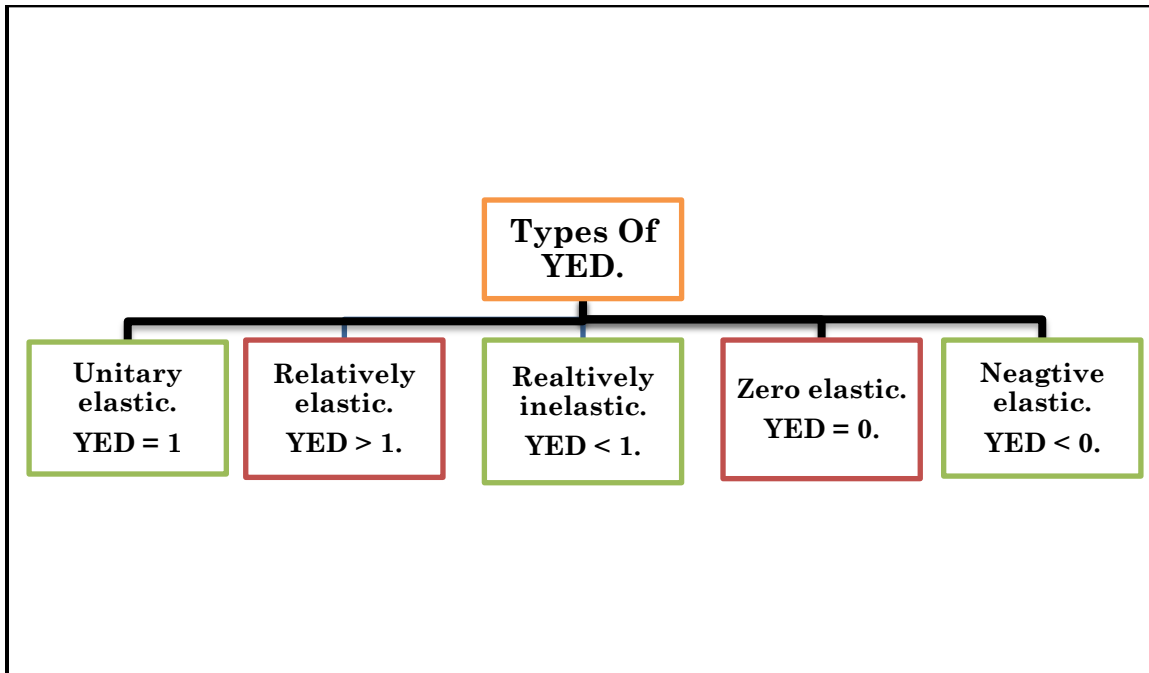 Types Of
YED.
Unitary
elastic.
YED = 1
Relatively
elastic.
YED > 1.
Realtively
inelastic.
YED < 1.
Zero elastic.
YED = 0.
Neagtive
elastic.
YED < 0.